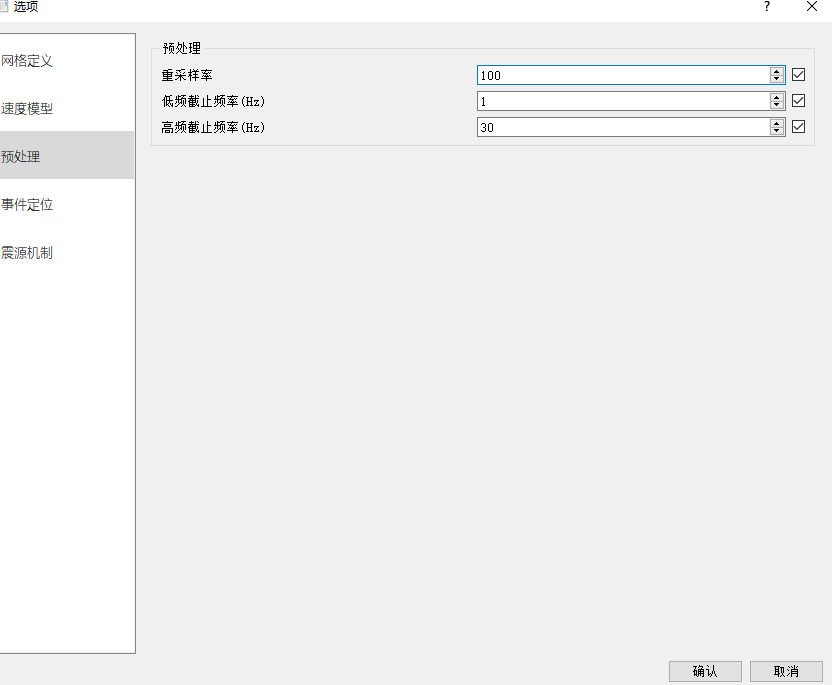 选项
?
网格定义
速度模型
预处理
事件定位
震源机制
预处理
重采样率 100
低频截止频率(Hz) 1
高频截止频率(Hz) 30
确认 取消